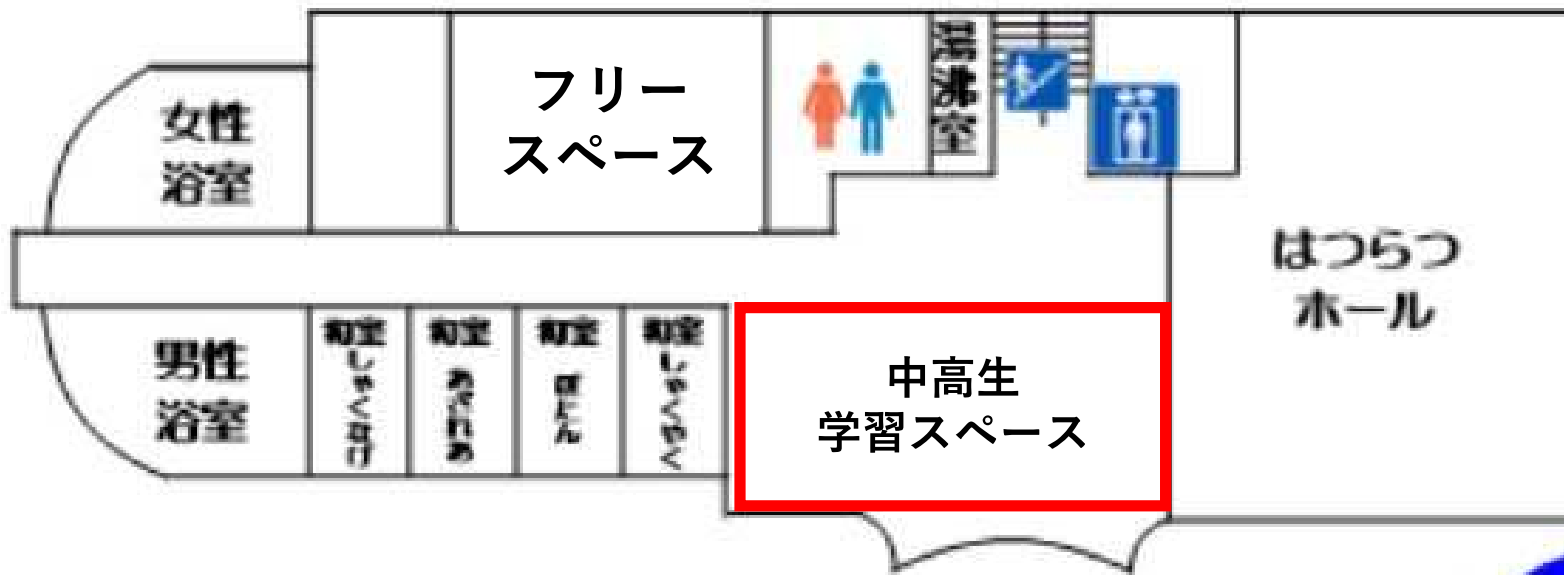 フリー
スペース
湯沸室
女性
浴室
はつらつ
ホール
男性
浴室
和室
しゃくなげ
和室
あざれあ
和室
ぼたん
和室
しゃくやく
中高生
学習スペース